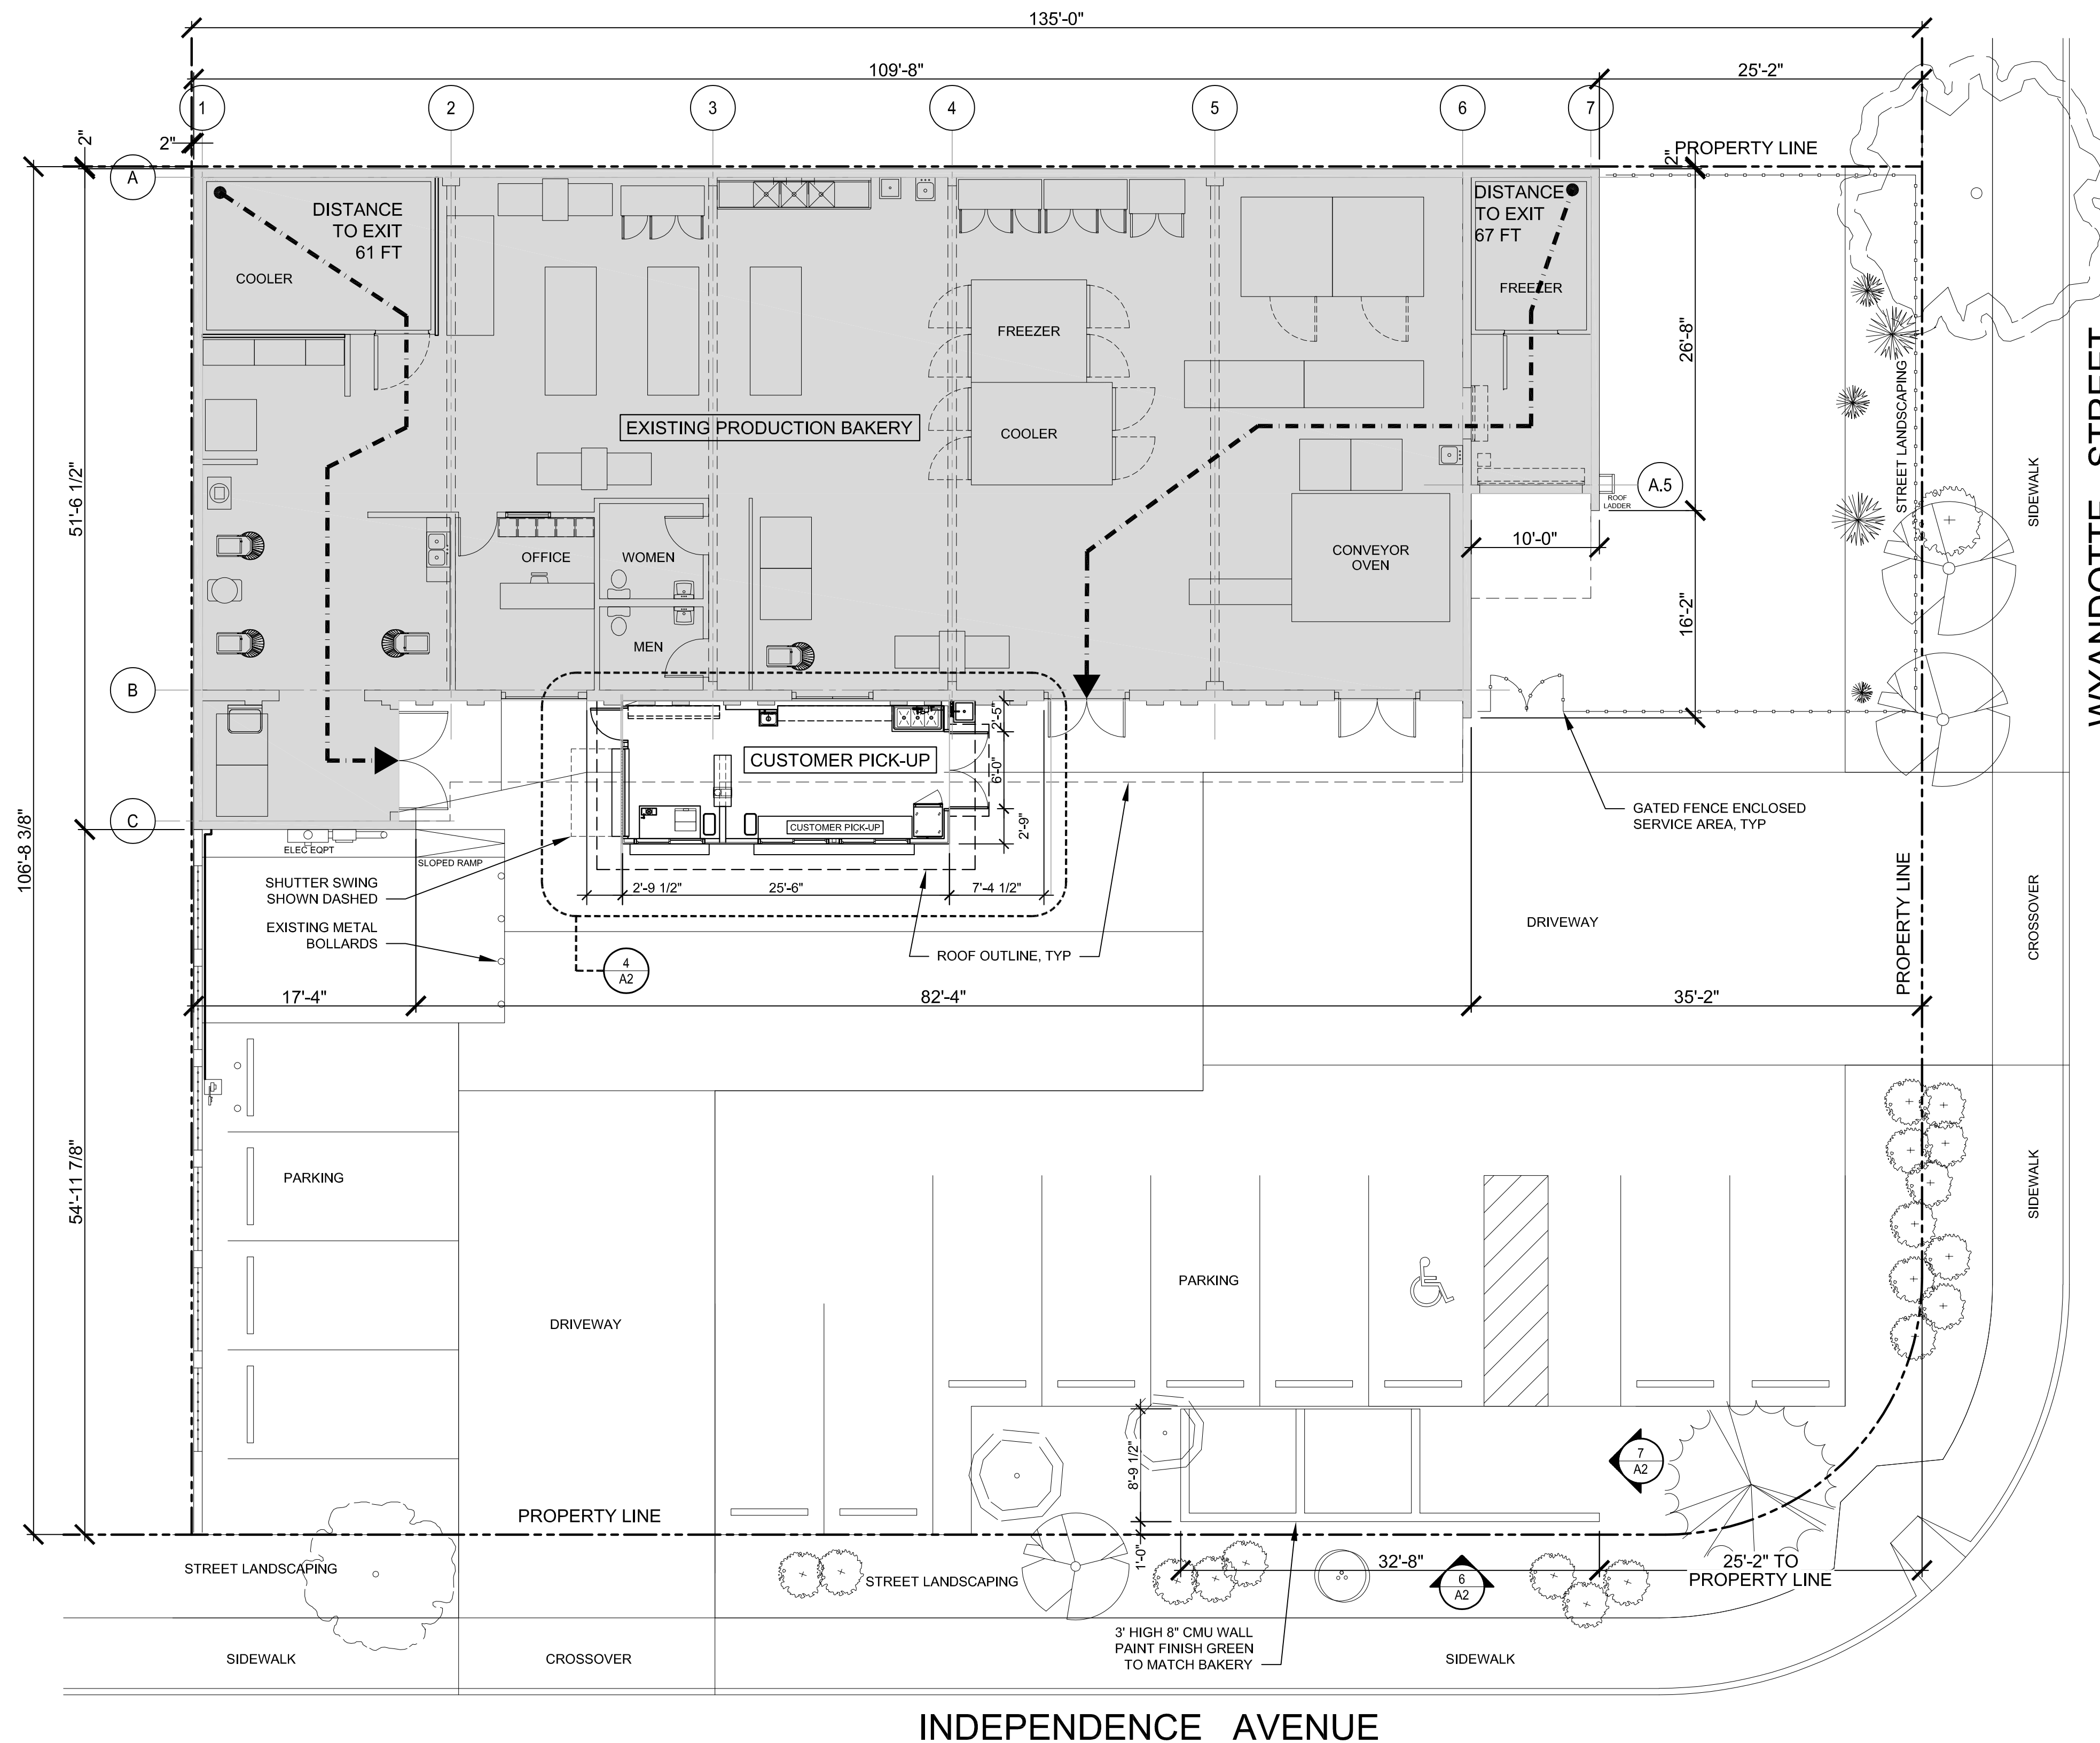 135'-0"
109'-8"
25'-2"
1
2
3
4
5
6
7
2"
2"
A
PROPERTY LINE
2"
DISTANCE
TO EXIT
61 FT
COOLER
DISTANCE
TO EXIT
67 FT
FREEZER
FREEZER
COOLER
EXISTING PRODUCTION BAKERY
26'-8"
STREET LANDSCAPING
SIDEWALK
WYANDOTTE STREET
A.5
ROOF
LADDER
10'-0"
51'-6 1/2"
OFFICE
WOMEN
MEN
CONVEYOR
OVEN
16'-2"
B
CUSTOMER PICK-UP
2'-5"
6'-0"
2'-9"
CUSTOMER PICK-UP
C
106'-8 3/8"
GATED FENCE ENCLOSED
SERVICE AREA, TYP
ELEC EQPT
SLOPED RAMP
SHUTTER SWING
SHOWN DASHED
2'-9 1/2"
25'-6"
7'-4 1/2"
EXISTING METAL
BOLLARDS
ROOF OUTLINE, TYP
4
A2
DRIVEWAY
PROPERTY LINE
CROSSOVER
17'-4"
82'-4"
35'-2"
54'-11 7/8"
PARKING
SIDEWALK
PARKING
DRIVEWAY
8'-9 1/2"
7
A2
PROPERTY LINE
1'-0"
STREET LANDSCAPING
STREET LANDSCAPING
32'-8"
6
A2
25'-2" TO
PROPERTY LINE
3' HIGH 8" CMU WALL
PAINT FINISH GREEN
TO MATCH BAKERY
SIDEWALK
CROSSOVER
SIDEWALK
INDEPENDENCE AVENUE